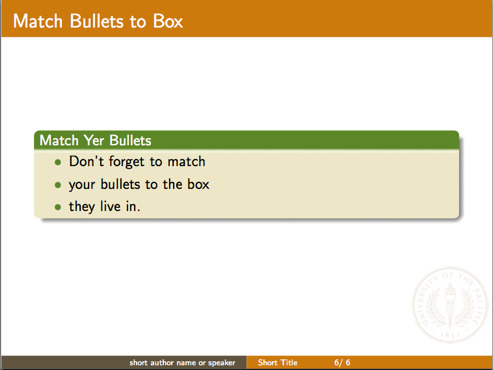 Match Bullets to Box
Match Yer Bullets
Don't forget to match
your bullets to the box
they live in.
UNIVERSITY OF THE PACIFIC
1851
short author name or speaker Short Title 6/ 6